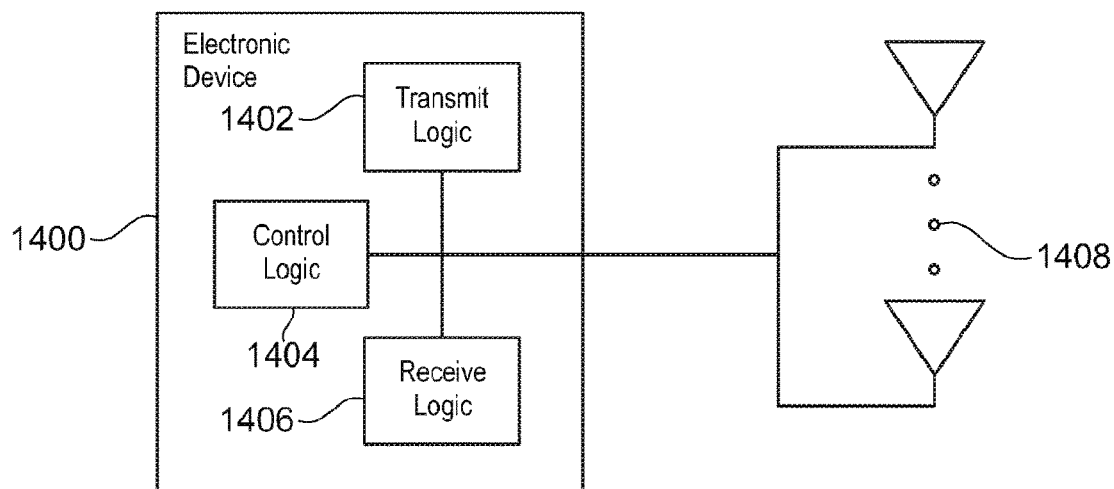 Electronic
Device
1402
Transmit
Logic
1400
Control
Logic
1408
1404
Receive
Logic
1406